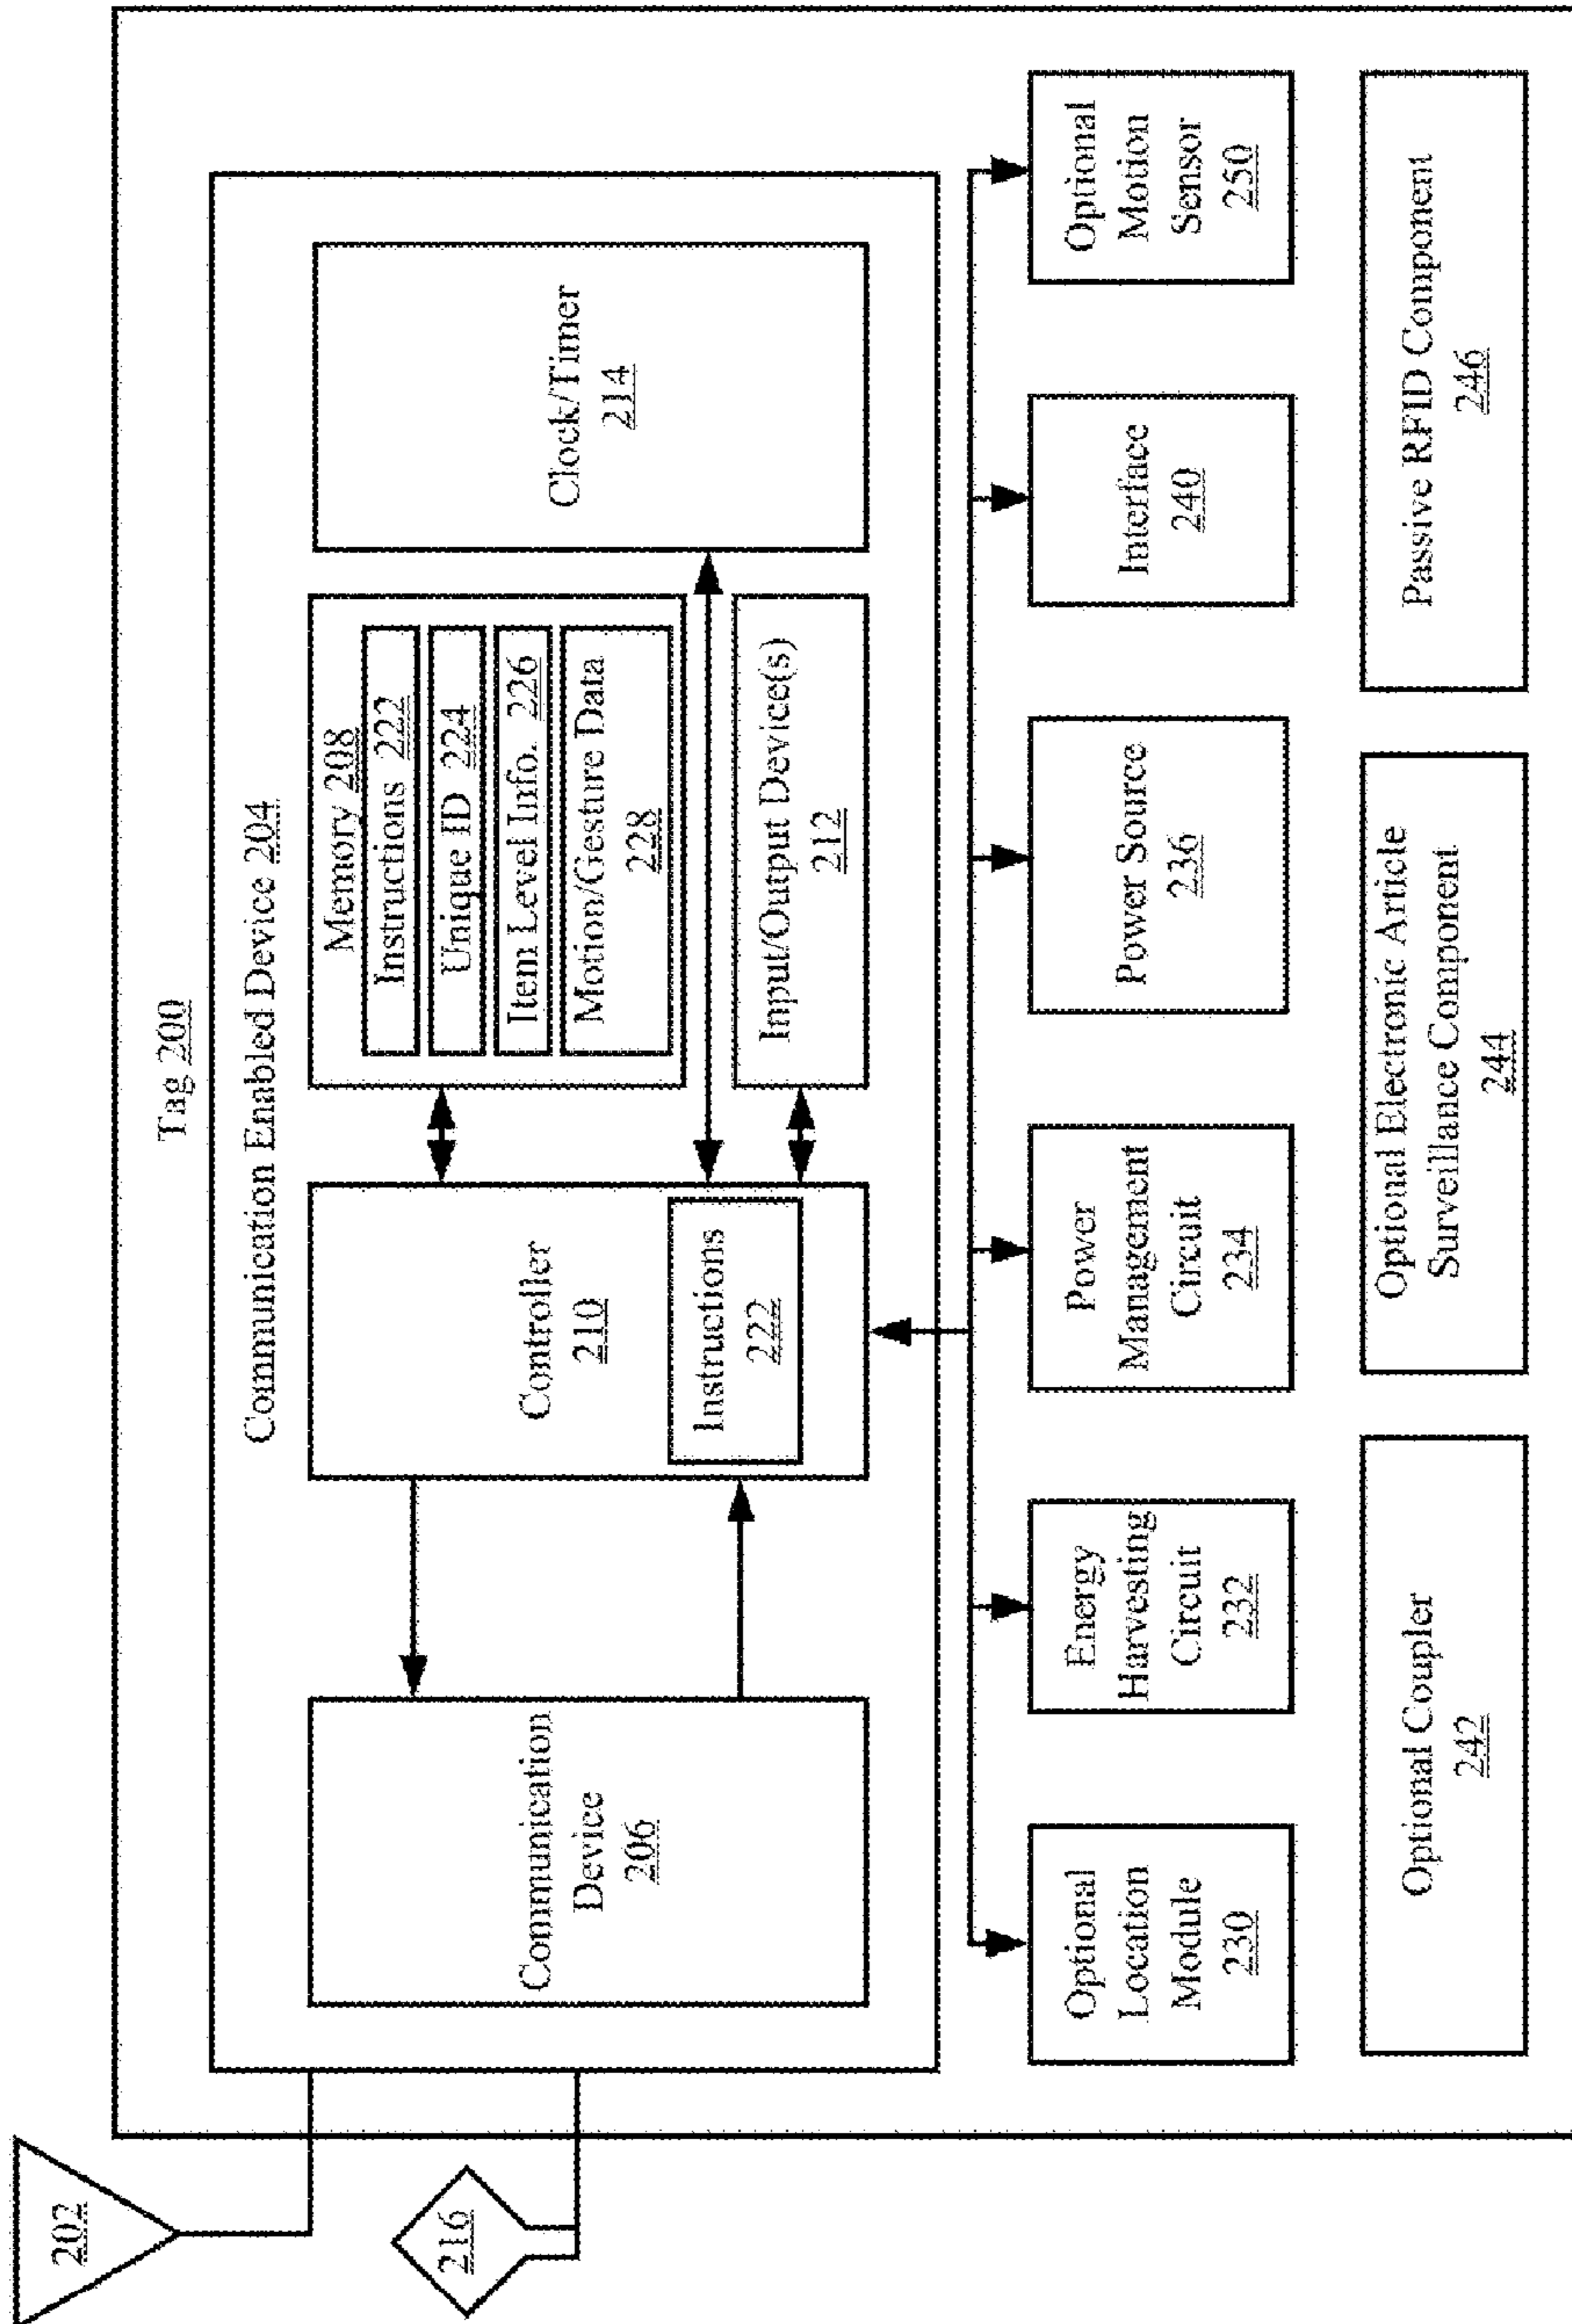 Tag 200
202
216
Communication Enabled Device 204
Communication
Device
206
Controller
210
Instructions
222
Memory 208
Instructions 222
Unique ID 224
Item Level Info. 226
Motion/Gesture Data
228
Input/Output Device(s)
212
Clock/Timer
214
Optional
Location
Module
230
Energy
Harvesting
Circuit
232
Power
Management
Circuit
234
Power Source
236
Interface
240
Optional
Motion
Sensor
250
Optional Coupler
242
Optional Electronic Article
Surveillance Component
244
Passive RFID Component
246